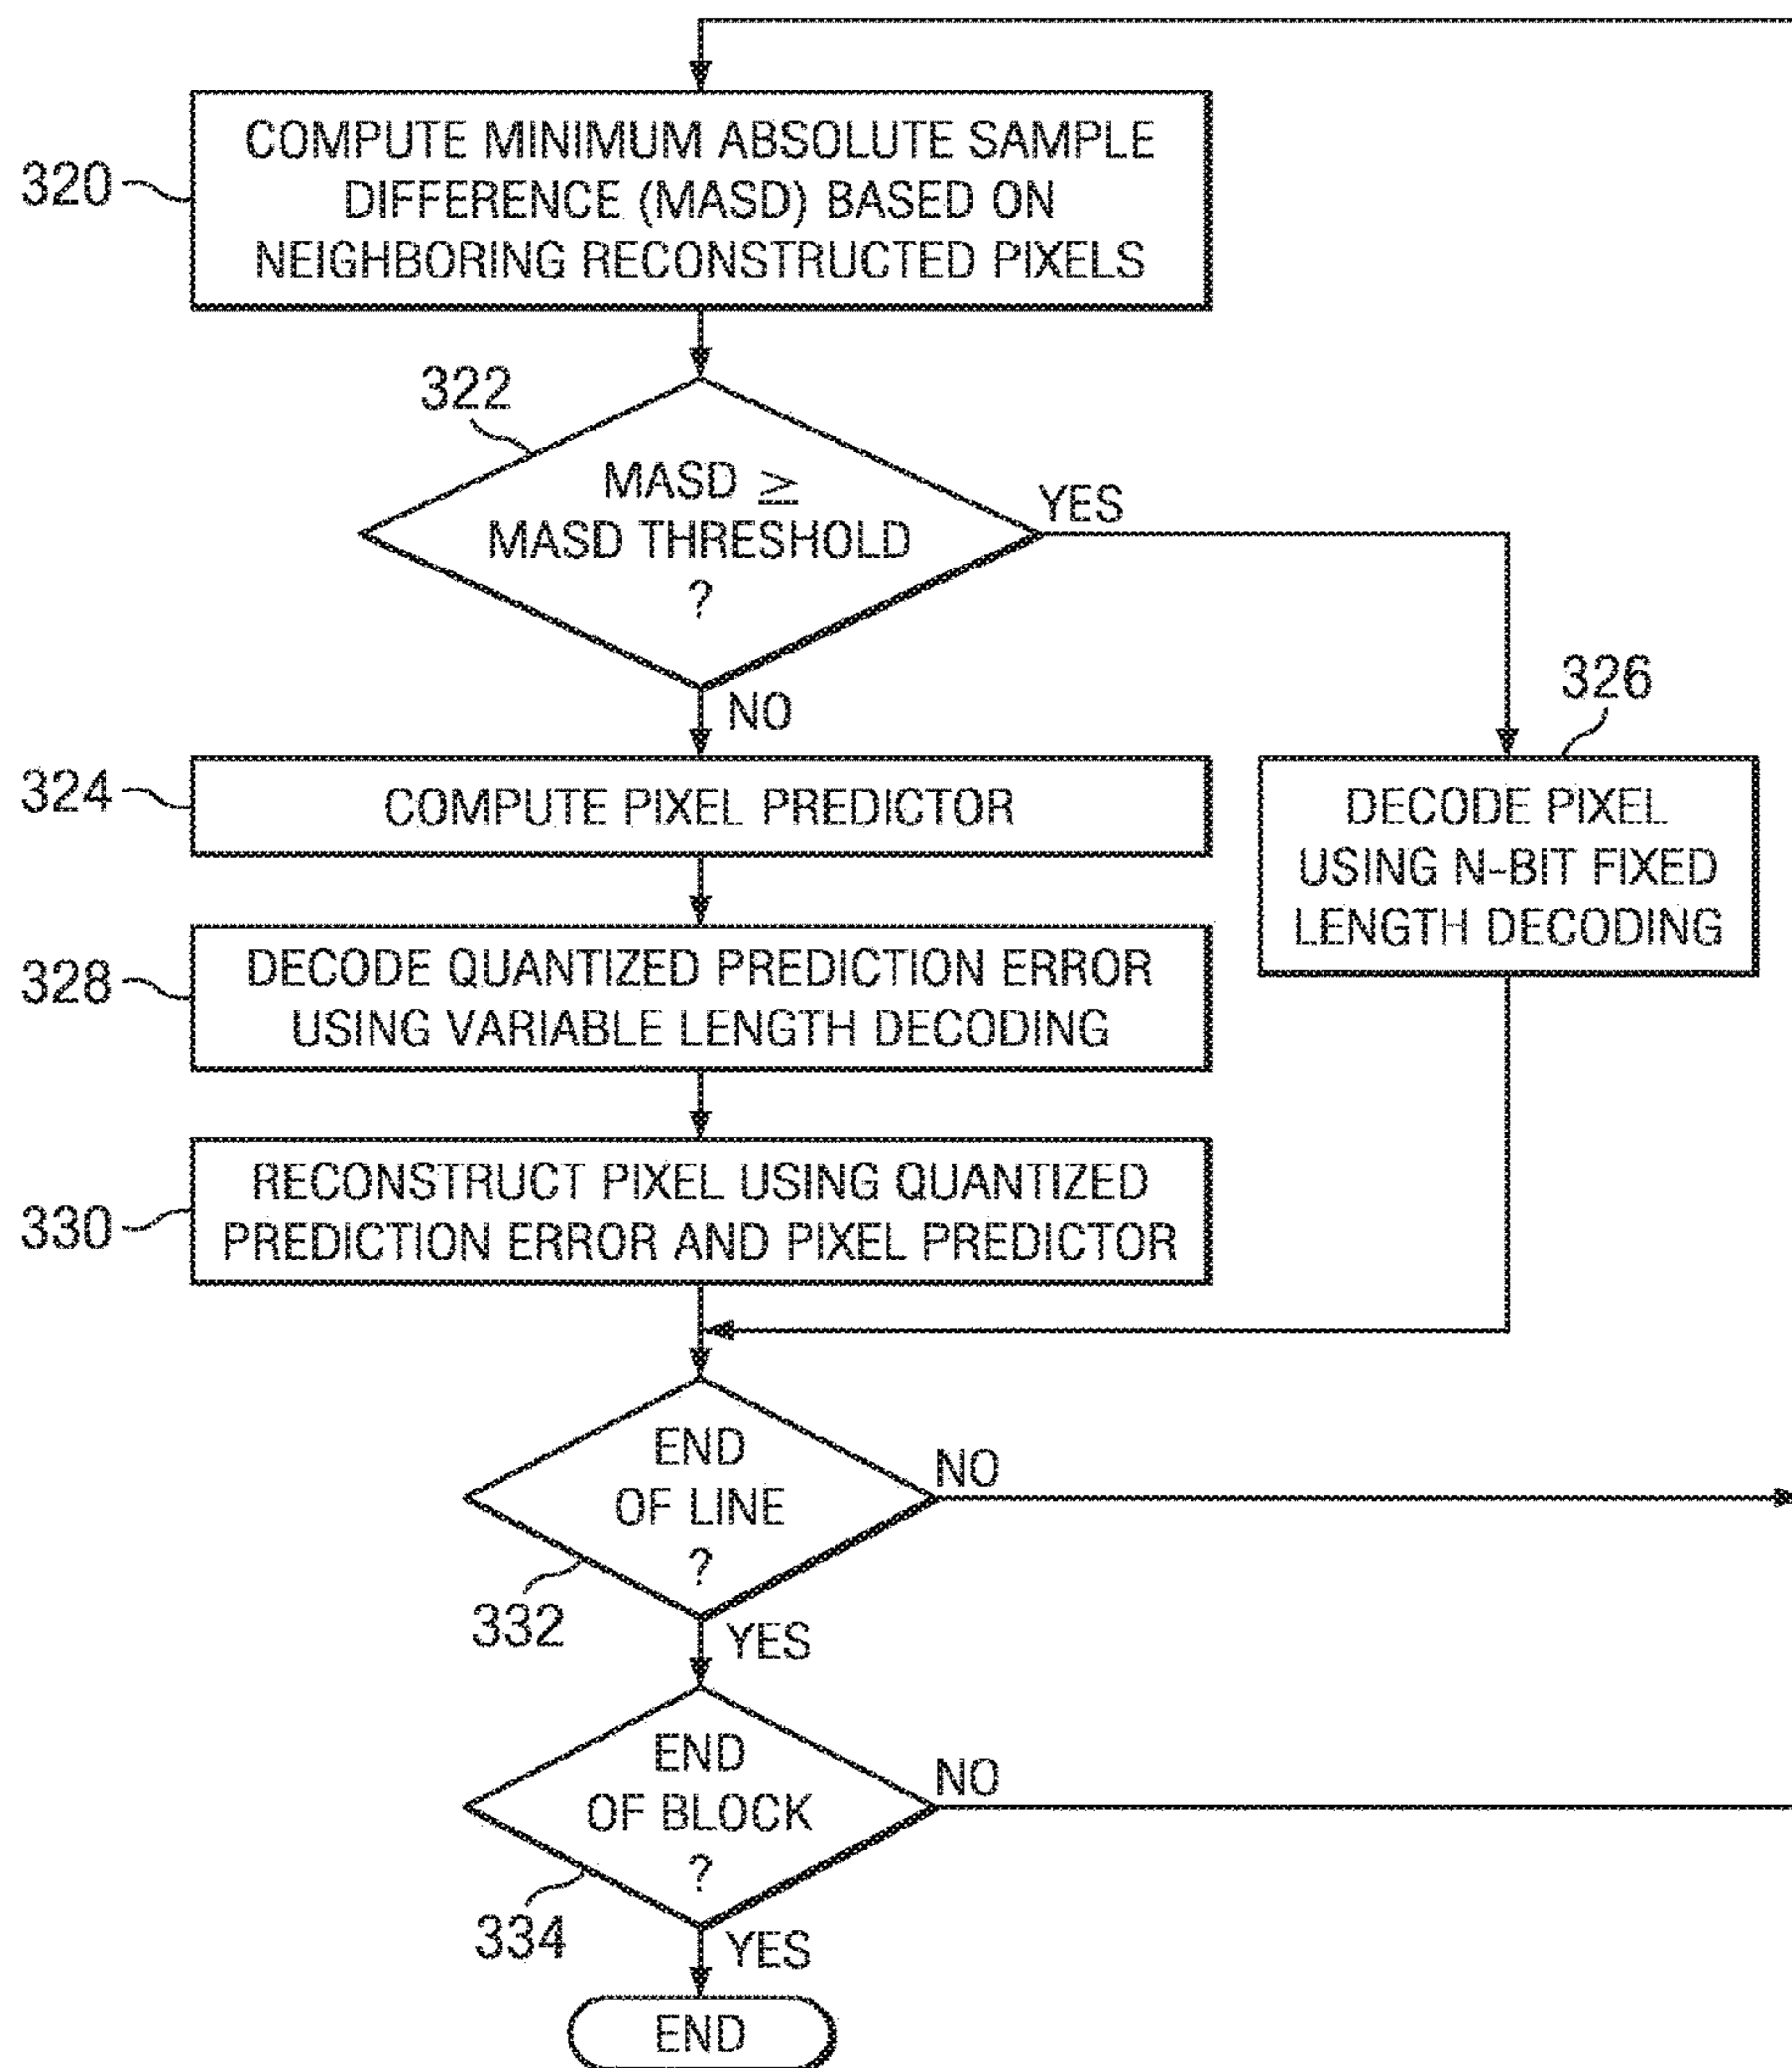 320
COMPUTE MINIMUM ABSOLUTE SAMPLE
DIFFERENCE (MASD) BASED ON
NEIGHBORING RECONSTRUCTED PIXELS
322
MASD ≥
MASD THRESHOLD
?
YES
NO
326
324
COMPUTE PIXEL PREDICTOR
DECODE PIXEL
USING N-BIT FIXED
LENGTH DECODING
328
DECODE QUANTIZED PREDICTION ERROR
USING VARIABLE LENGTH DECODING
330
RECONSTRUCT PIXEL USING QUANTIZED
PREDICTION ERROR AND PIXEL PREDICTOR
END
OF LINE
?
NO
332
YES
END
OF BLOCK
?
NO
334
YES
END